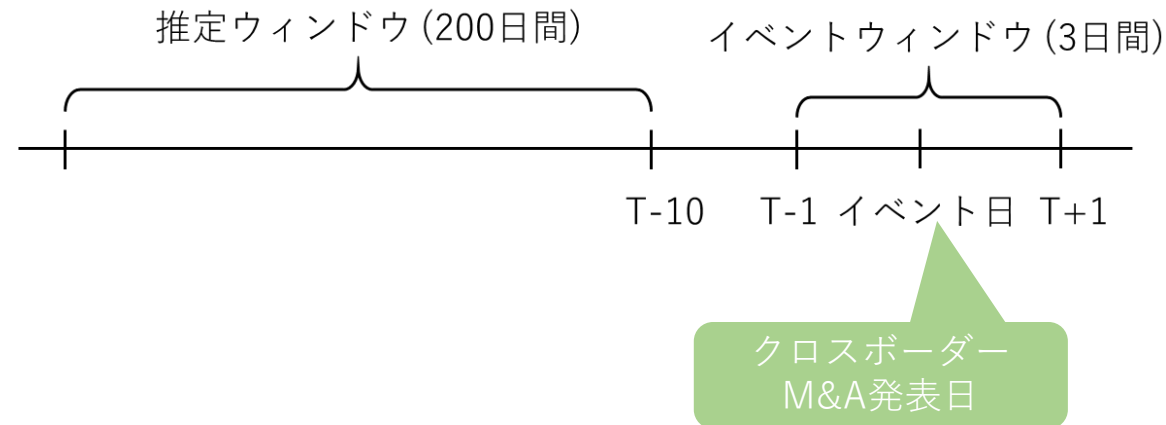 推定ウィンドウ(200日間)
イベントウィンドウ(3日間)
T-10
T-1
イベント日
T+1
クロスボーダー
M&A発表日